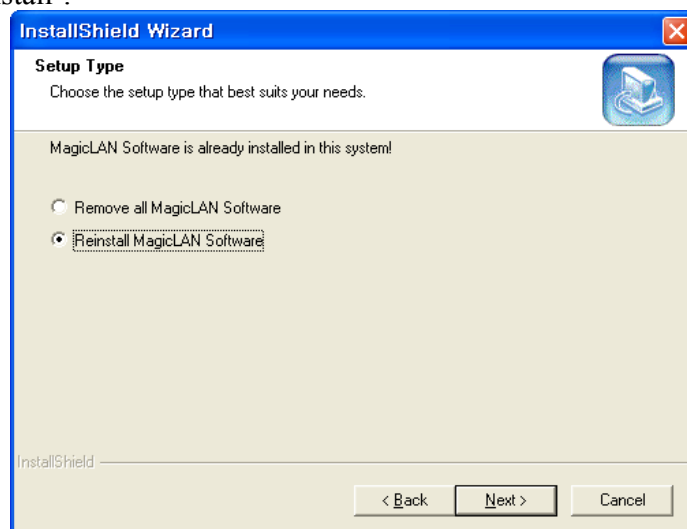 InstallShield Wizard
Setup Type
Choose the setup type that best suits your needs.
MagicLAN Software is already installed in this system!
Remove all MagicLAN Software
Reinstall MagicLAN Software
InstallShield
< Back Next > Cancel